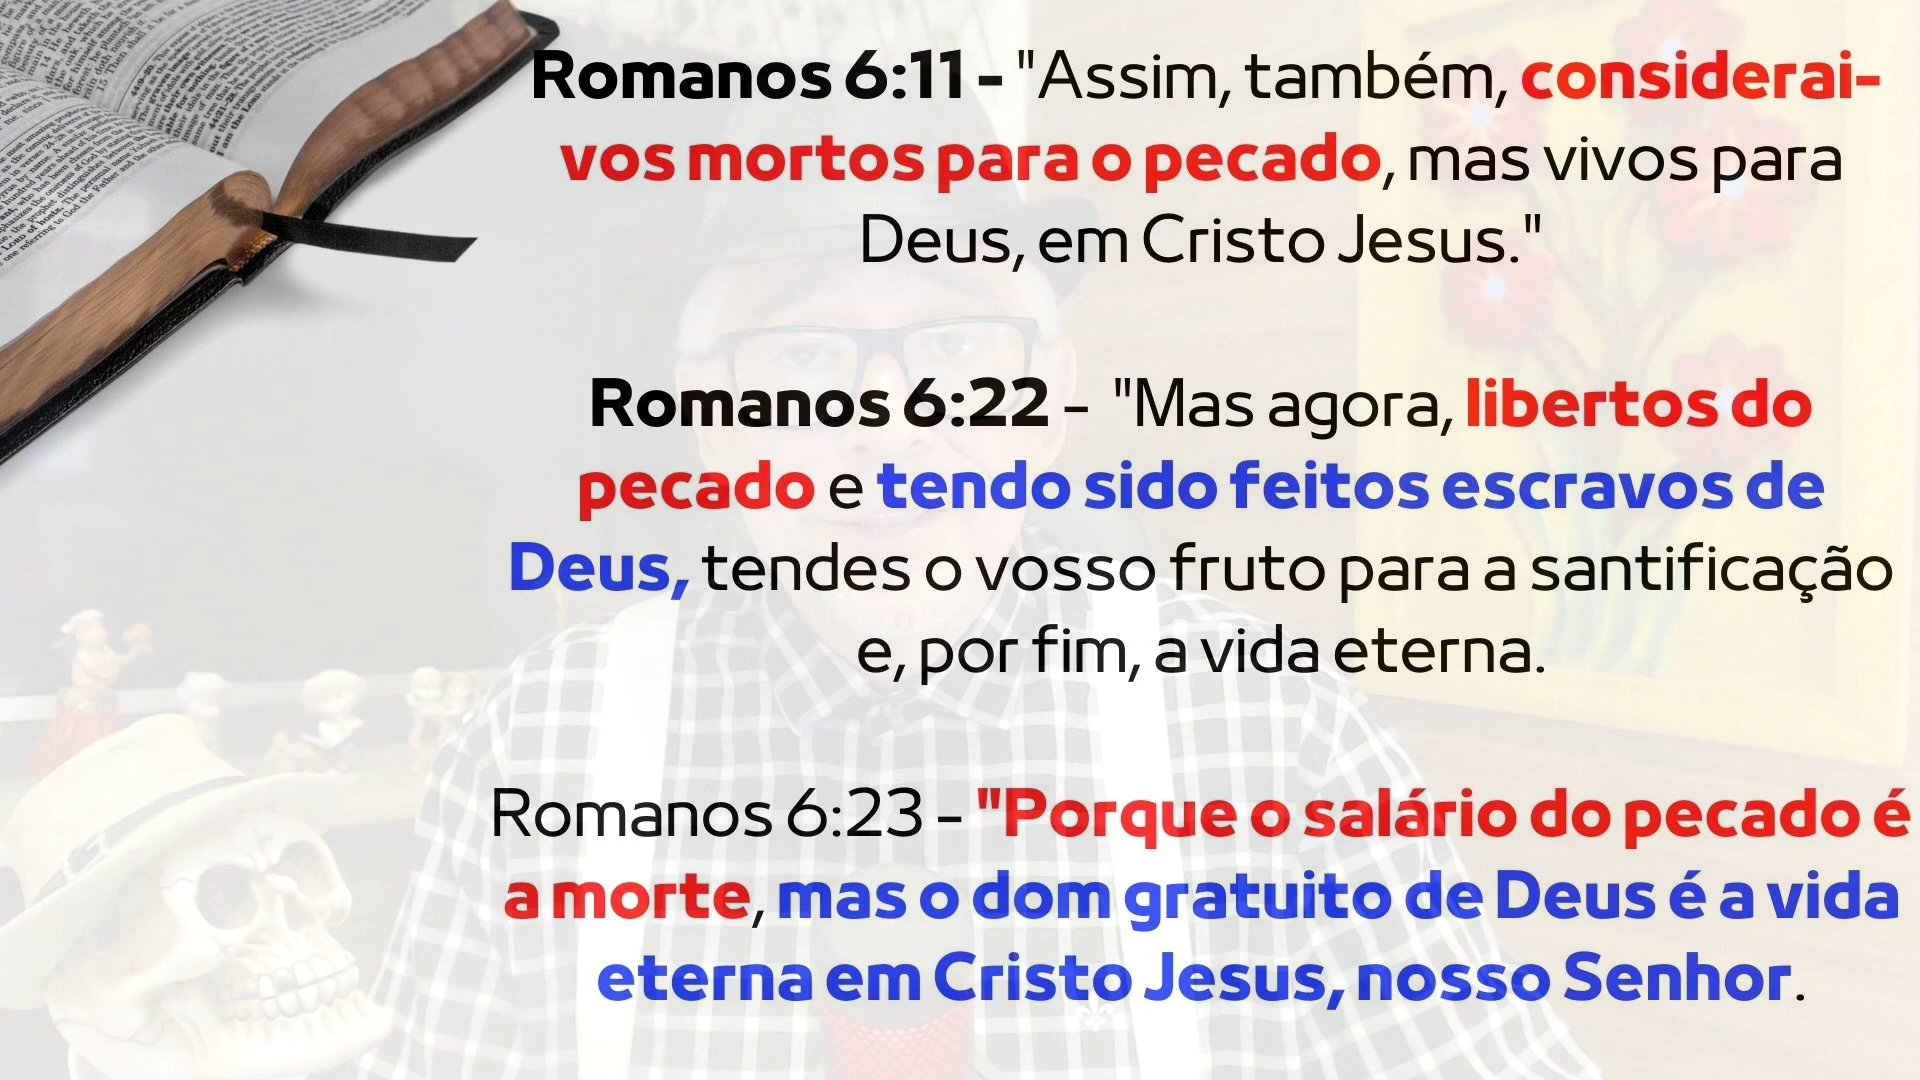 Romanos 6:11 - "Assim, também, considerai-
vos mortos para o pecado, mas vivos para
Deus, em Cristo Jesus."
Romanos 6:22 - "Mas agora, libertos do
pecado e tendo sido feitos escravos de
Deus, tendes o vosso fruto para a santificação
e, por fim, a vida eterna.
Romanos 6:23 - "Porque o salário do pecado é
a morte, mas o dom gratuito de Deus é a vida
eterna em Cristo Jesus, nosso Senhor.